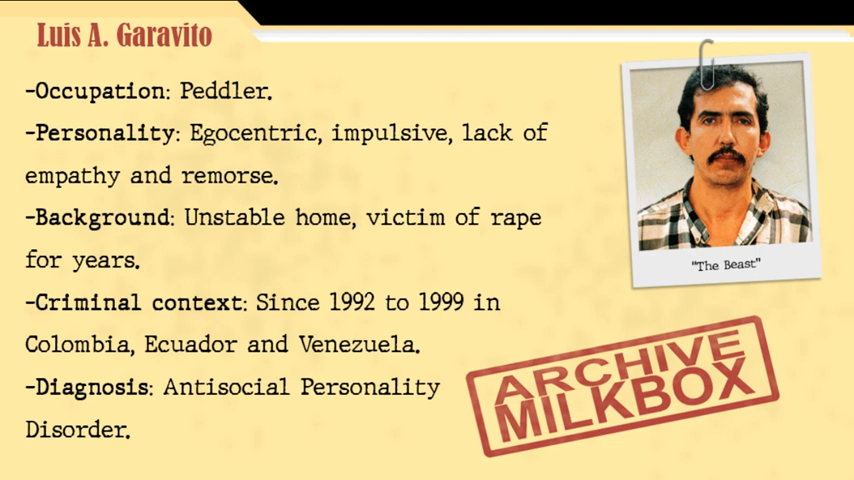 Luis A. Garavito
-Occupation: Peddler.
-Personality: Egocentric, impulsive, lack of
empathy and remorse.
-Background: Unstable home, victim of rape
for years.
-Criminal context: Since 1992 to 1999 in
Colombia, Ecuador and Venezuela.
-Diagnosis: Antisocial Personality
Disorder.
"The Beast"
ARCHIVE
MILKBOX